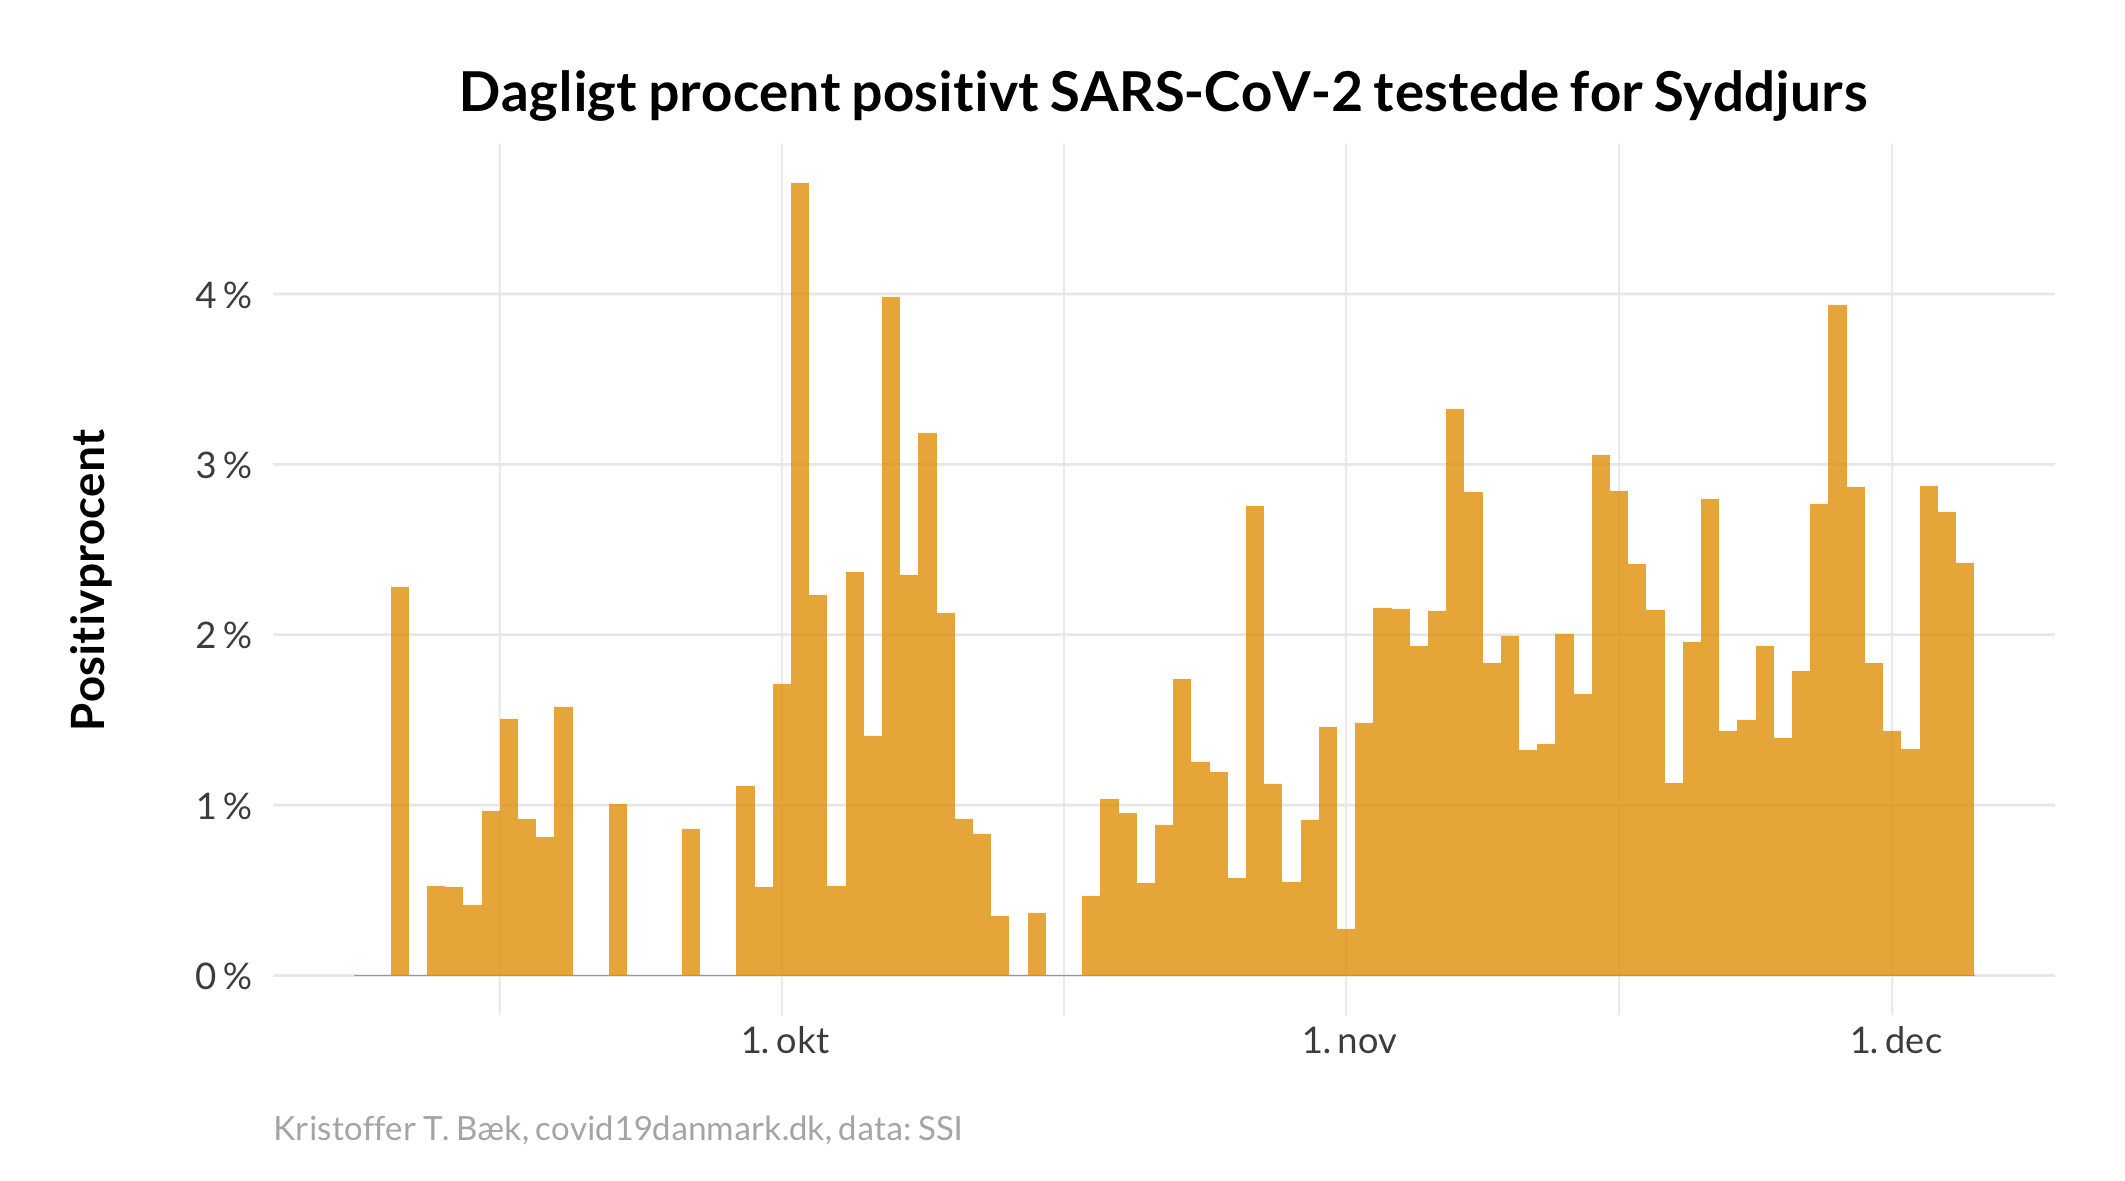 Dagligt procent positivt SARS-CoV-2 testede for Syddjurs
Positivprocent
4 %
3 %
2 %
1 %
0 %
1. okt
1. nov
1. dec
Kristoffer T. Bæk, covid19danmark.dk, data: SSI